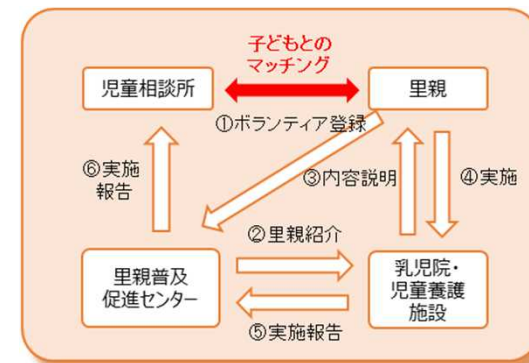 子どもとの
マッチング
児童相談所
里親
①ボランティア登録
⑥実施
報告
③内容説明
④実施
②里親紹介
里親普及
促進センター
乳児院・
児童養護
施設
⑤実施報告